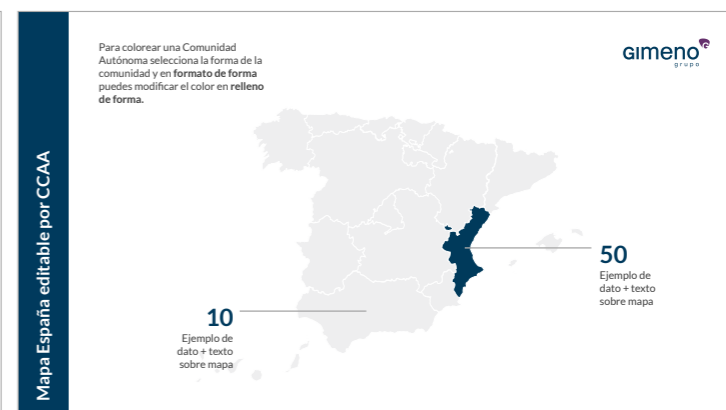 Mapa España editable por CCAA
Para colorear una Comunidad
Autónoma selecciona la forma de la
comunidad y en formato de forma
puedes modificar el color en relleno
de forma.
GIMENO G
grupo
50
Ejemplo de
dato + texto
sobre mapa
10
Ejemplo de
dato + texto
sobre mapa